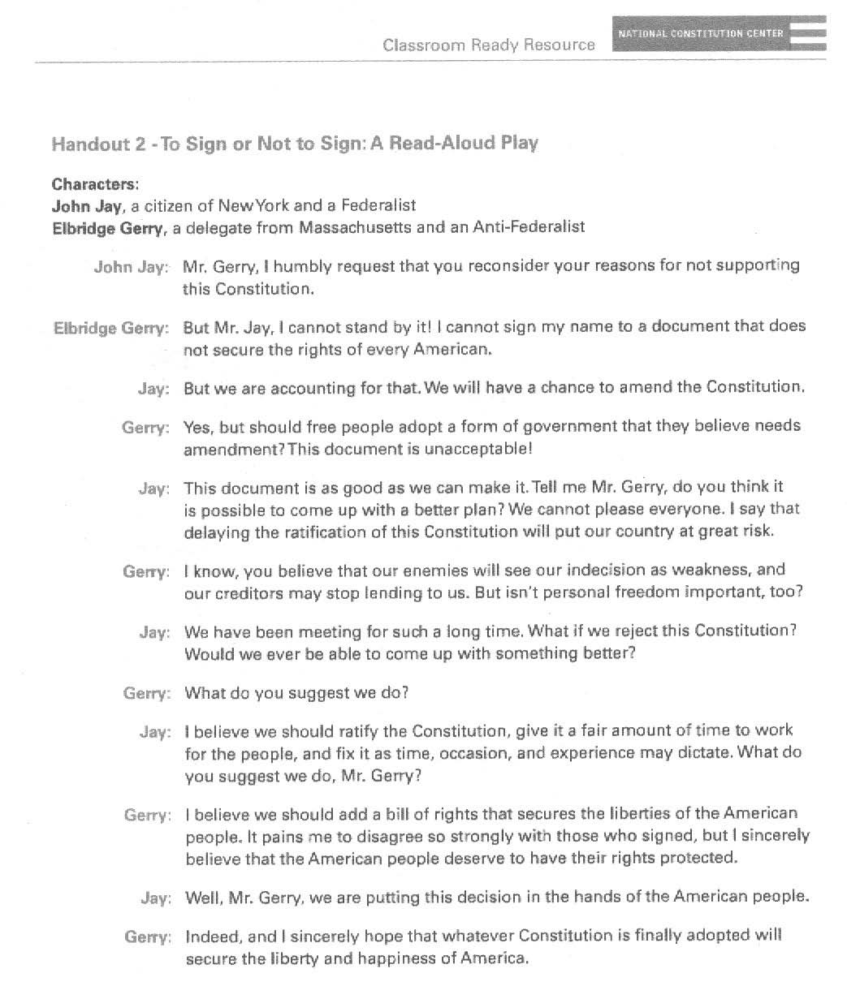 Classroom Ready Resource
NATIONAL CONSTITUTION CENTER
Handout 2 - To Sign or Not to Sign: A Read-Aloud Play
Characters:
John Jay, a citizen of New York and a Federalist
Elbridge Gerry, a delegate from Massachusetts and an Anti-Federalist
John Jay: Mr. Gerry, I humbly request that you reconsider your reasons for not supporting
this Constitution.
Elbridge Gerry: But Mr. Jay, I cannot stand by it! I cannot sign my name to a document that does
not secure the rights of every American.
Jay: But we are accounting for that. We will have a chance to amend the Constitution.
Gerry: Yes, but should free people adopt a form of government that they believe needs
amendment? This document is unacceptable!
Jay: This document is as good as we can make it. Tell me Mr. Gerry, do you think it
is possible to come up with a better plan? We cannot please everyone. I say that
delaying the ratification of this Constitution will put our country at great risk.
Gerry: I know, you believe that our enemies will see our indecision as weakness, and
our creditors may stop lending to us. But isn't personal freedom important, too?
Jay: We have been meeting for such a long time. What if we reject this Constitution?
Would we ever be able to come up with something better?
Gerry: What do you suggest we do?
Jay: I believe we should ratify the Constitution, give it a fair amount of time to work
for the people, and fix it as time, occasion, and experience may dictate. What do
you suggest we do, Mr. Gerry?
Gerry: I believe we should add a bill of rights that secures the liberties of the American
people. It pains me to disagree so strongly with those who signed, but I sincerely
believe that the American people deserve to have their rights protected.
Jay: Well, Mr. Gerry, we are putting this decision in the hands of the American people.
Gerry: Indeed, and I sincerely hope that whatever Constitution is finally adopted will
secure the liberty and happiness of America.